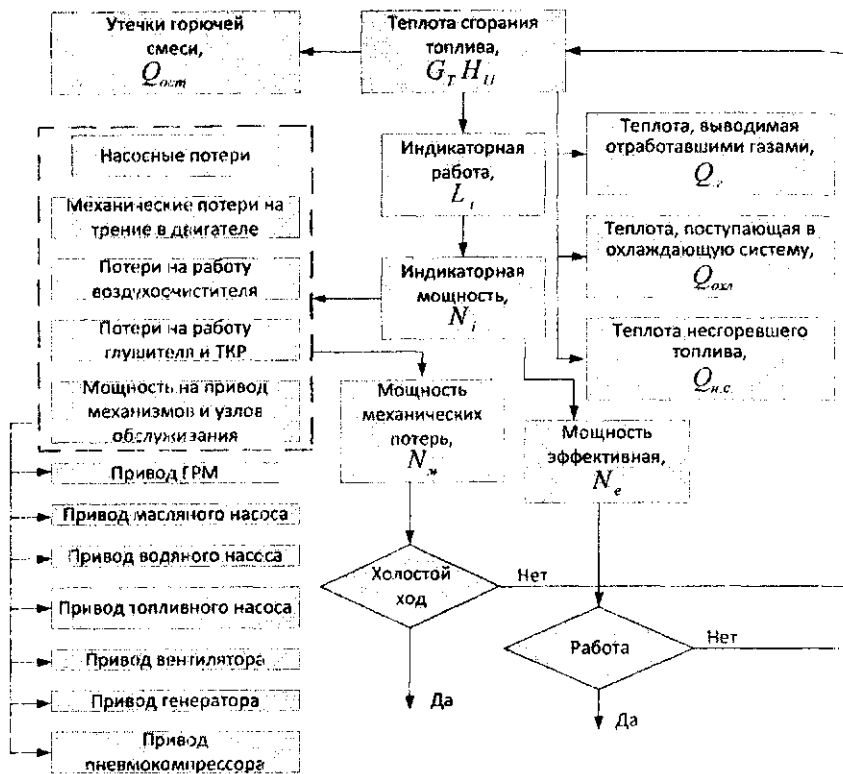 Утечки горючей
смеси,
Q ост
Теплота сгорания
топлива,
G_T H_U
Насосные потери
Механические потери на
трение в двигателе
Потери на работу
воздухоочистителя
Потери на работу
глушителя и ТКР
Мощность на привод
механизмов и узлов
обслуживания
Привод ГРМ
Привод масляного насоса
Привод водяного насоса
Привод топливного насоса
Привод вентилятора
Привод генератора
Привод
пневмокомпрессора
Индикаторная
работа,
L_i
Индикаторная
мощность,
N_i
Теплота, выводимая
отработавшими газами,
Q_г
Теплота, поступающая в
охлаждающую систему,
Q_охл
Теплота несгоревшего
топлива,
Q_н.с.
Мощность
механических
потерь,
N_м
Мощность
эффективная,
N_e
Холостой
ход
Нет
Да
Работа
Нет
Да